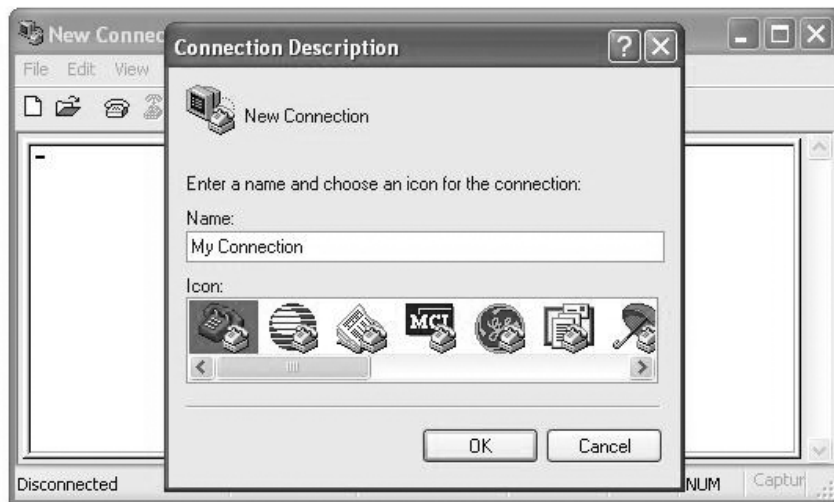 New Connec
Connection Description
File Edit View
New Connection
Enter a name and choose an icon for the connection:
Name:
My Connection
Icon:
MCI
OK Cancel
Disconnected
NUM
Captur